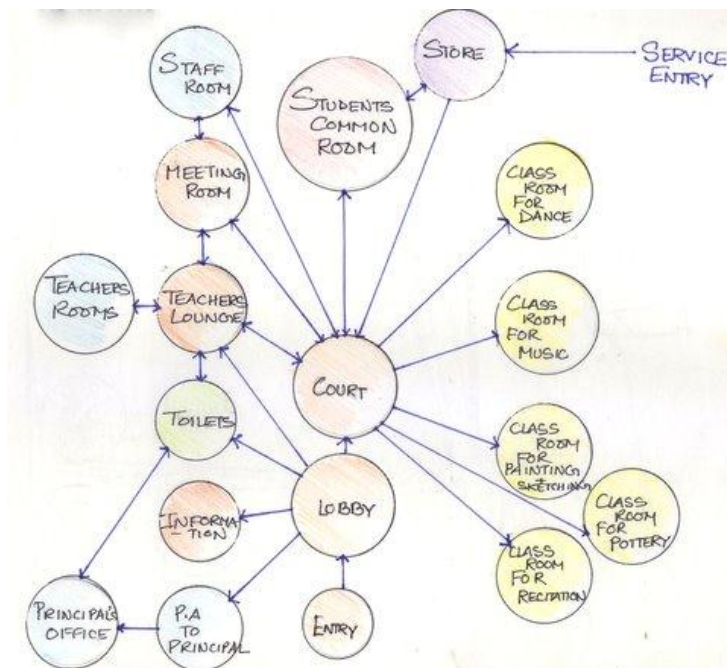 STAFF
ROOM
STORE
SERVICE
ENTRY
STUDENTS
COMMON
ROOM
MEETING
ROOM
CLASS
ROOM
FOR
DANCE
TEACHERS
ROOMS
TEACHERS
LOUNGE
CLASS
ROOM
FOR
MUSIC
COURT
TOILETS
CLASS
ROOM
FOR
PAINTING
+
SKETCHING
INFORMA
-TION
LOBBY
CLASS
ROOM
FOR
POTTERY
CLASS
ROOM
FOR
RECITATION
PRINCIPAL'S
OFFICE
P.A
TO
PRINCIPAL
ENTRY